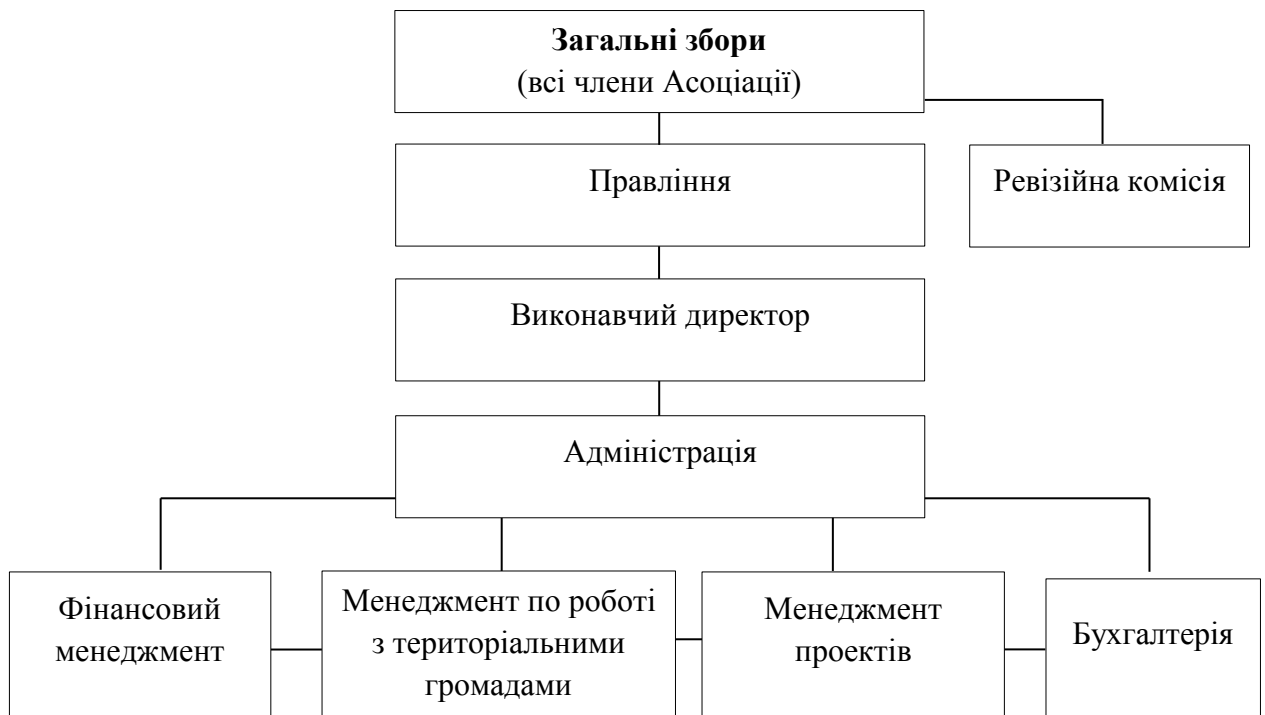 Загальні збори
(всі члени Асоціації)
Правління
Ревізійна комісія
Виконавчий директор
Адміністрація
Фінансовий
менеджмент
Менеджмент по роботі
з територіальними
громадами
Менеджмент
проектів
Бухгалтерія